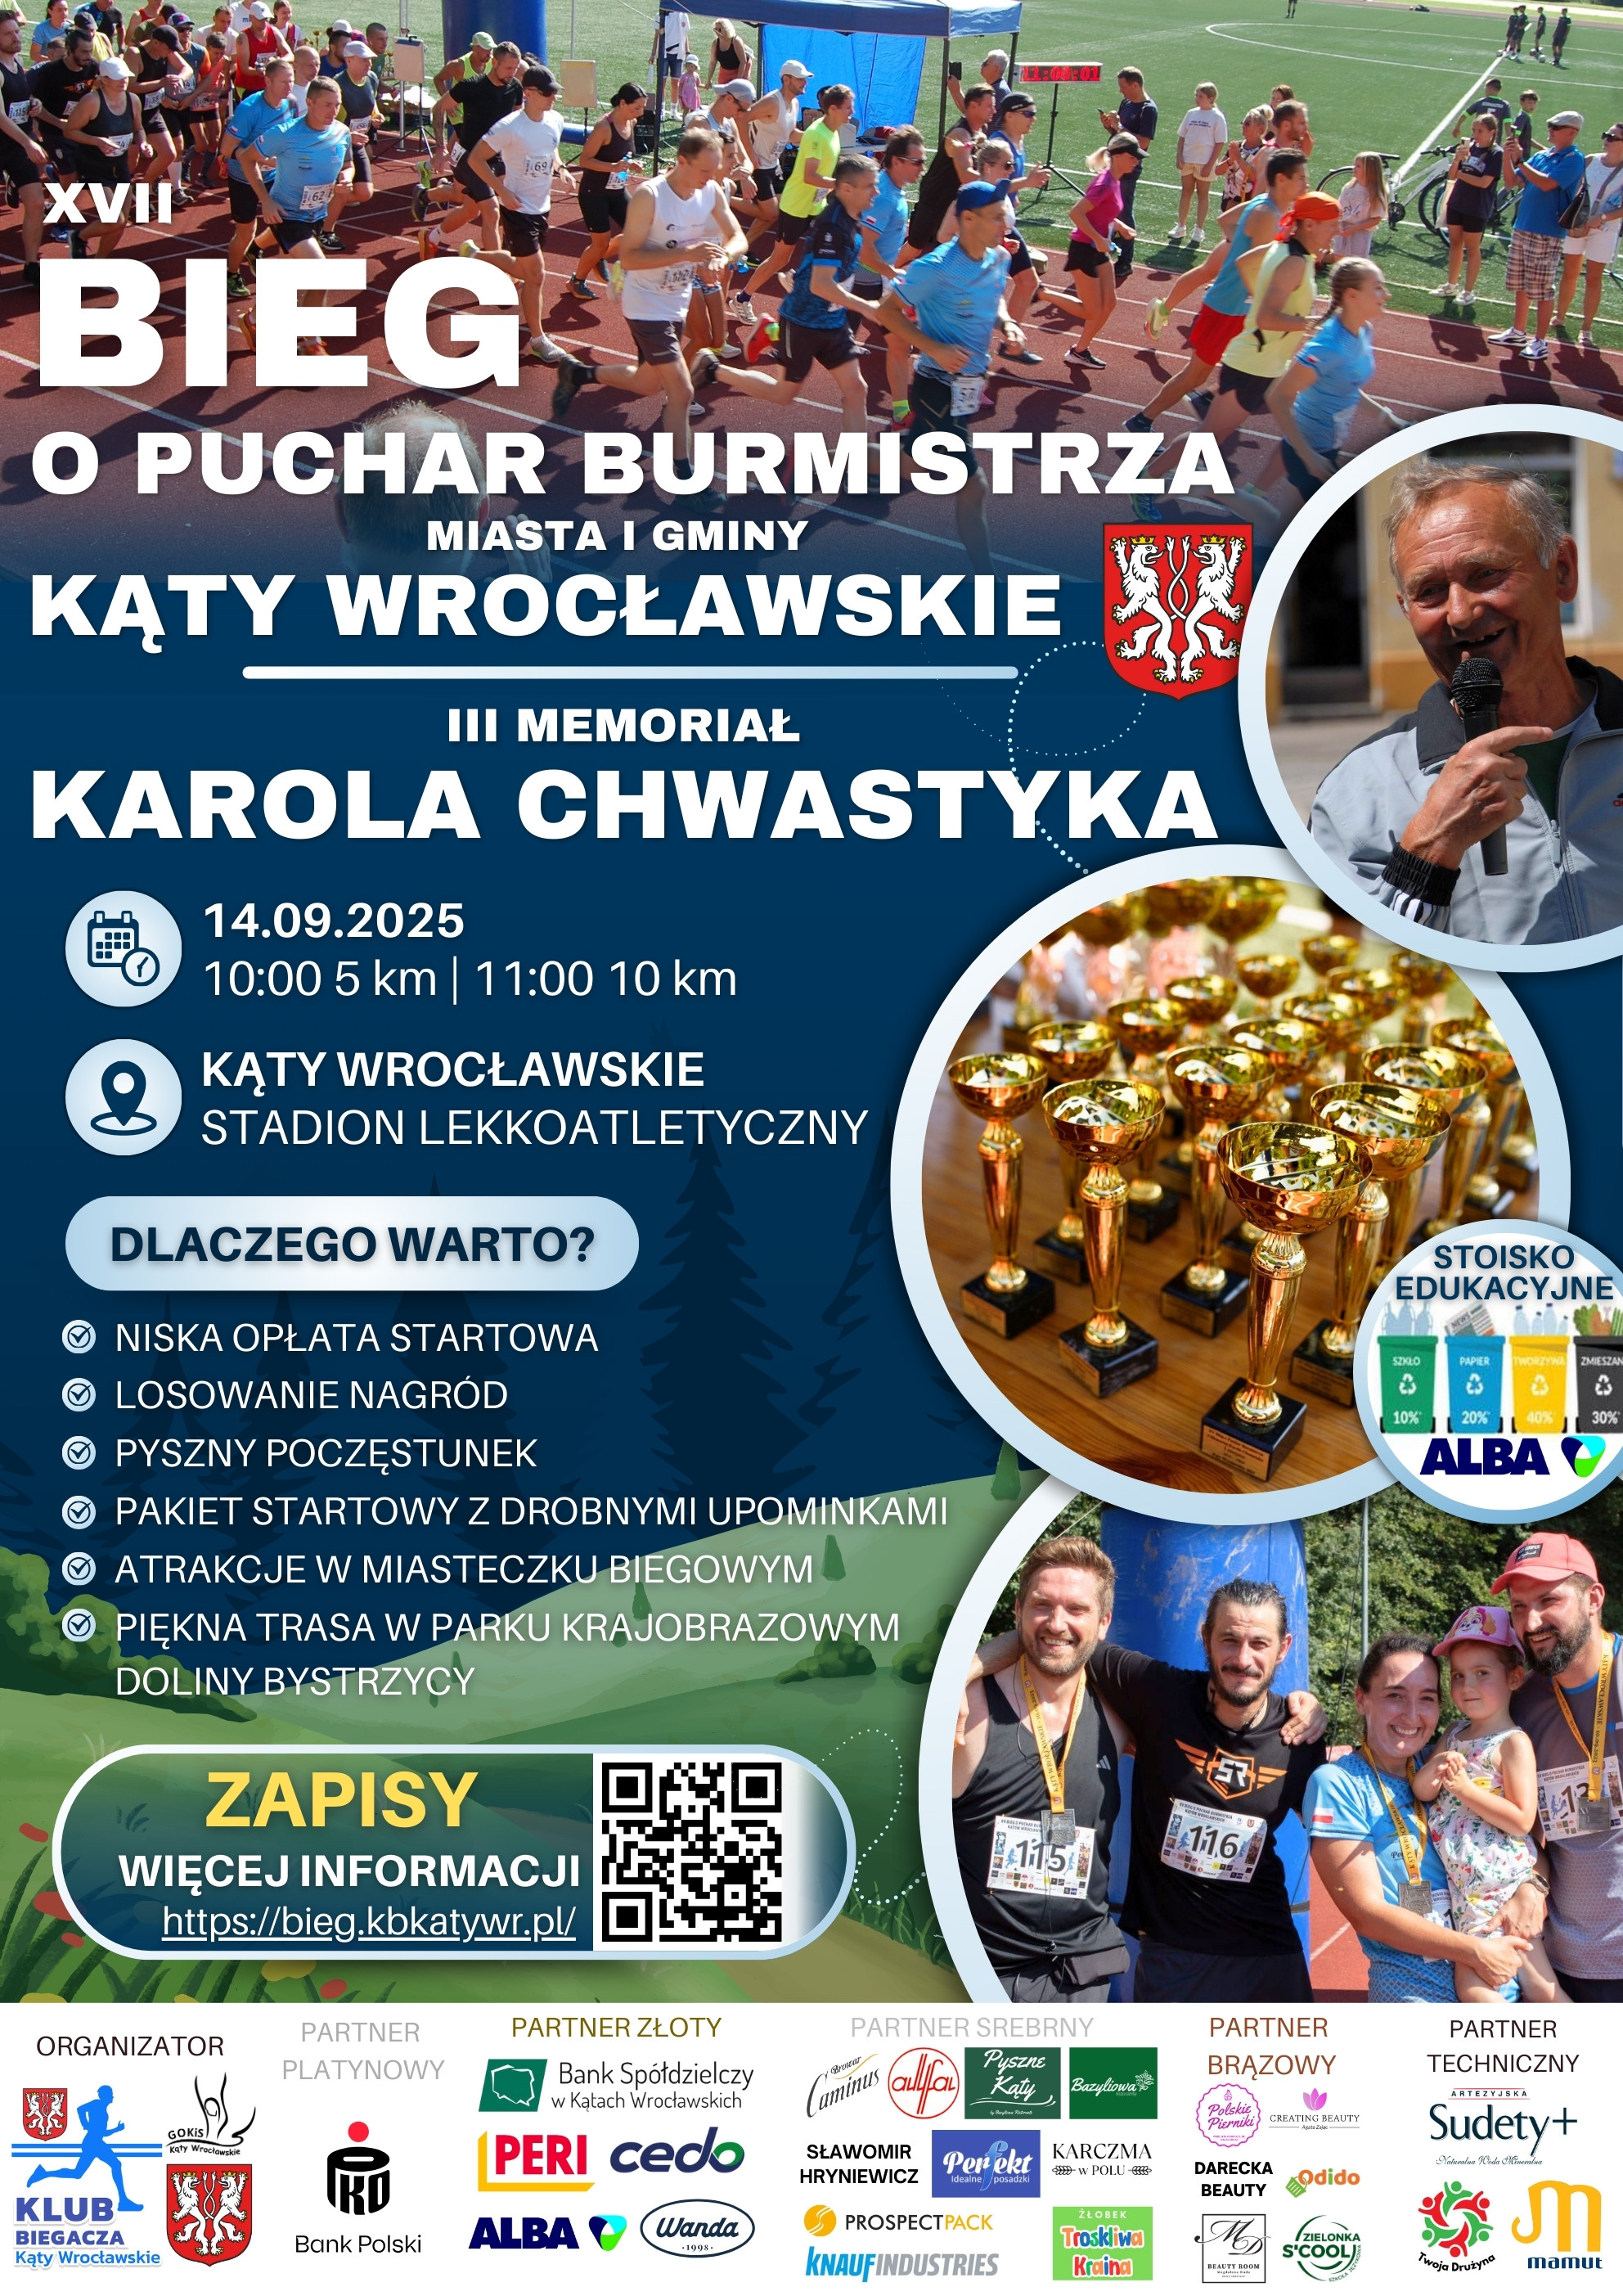 XVII
BIEG
O PUCHAR BURMISTRZA
MIASTA I GMINY
KĄTY WROCŁAWSKIE
III MEMORIAŁ
KAROLA CHWASTYKA
14.09.2025
10:00 5 km | 11:00 10 km
KĄTY WROCŁAWSKIE
STADION LEKKOATLETYCZNY
DLACZEGO WARTO?
NISKA OPŁATA STARTOWA
LOSOWANIE NAGRÓD
PYSZNY POCZĘSTUNEK
PAKIET STARTOWY Z DROBNYMI UPOMINKAMI
ATRAKCJE W MIASTECZKU BIEGOWYM
PIĘKNA TRASA W PARKU KRAJOBRAZOWYM
DOLINY BYSTRZYCY
STOISKO
EDUKACYJNE
SZKŁO PAPIER TWORZYWA ZMIESZAN
10% 20% 40% 30%
ALBA
115
116
ZAPISY
WIĘCEJ INFORMACJI
https://bieg.kbkatywr.pl/
ORGANIZATOR
KLUB
BIEGACZA
Kąty Wrocławskie
GOKiS
Kąty Wrocławskie
PARTNER
PLATYNOWY
Bank Polski
PARTNER ZŁOTY
Bank Spółdzielczy
w Kątach Wrocławskich
PERI
cedo
ALBA
Wanda
1998
PARTNER SREBRNY
Browar
Caminus
alufal
Pyszne
Kąty
Bazyliowa
SŁAWOMIR
HRYNIEWICZ
Perfekt
Idealne posadzki
KARCZMA
w POLU
PROSPECTPACK
KNAUFINDUSTRIES
ŻŁOBEK
Troskliwa
Kraina
PARTNER
BRĄZOWY
Polskie
Pierniki
CREATING BEAUTY
DARECKA
BEAUTY
Odido
MD
BEAUTY ROOM
ZIELONKA
S'COOL
PARTNER
TECHNICZNY
ARTEZYJSKA
Sudety+
Naturalna Woda Mineralna
Twoja Drużyna
mamut